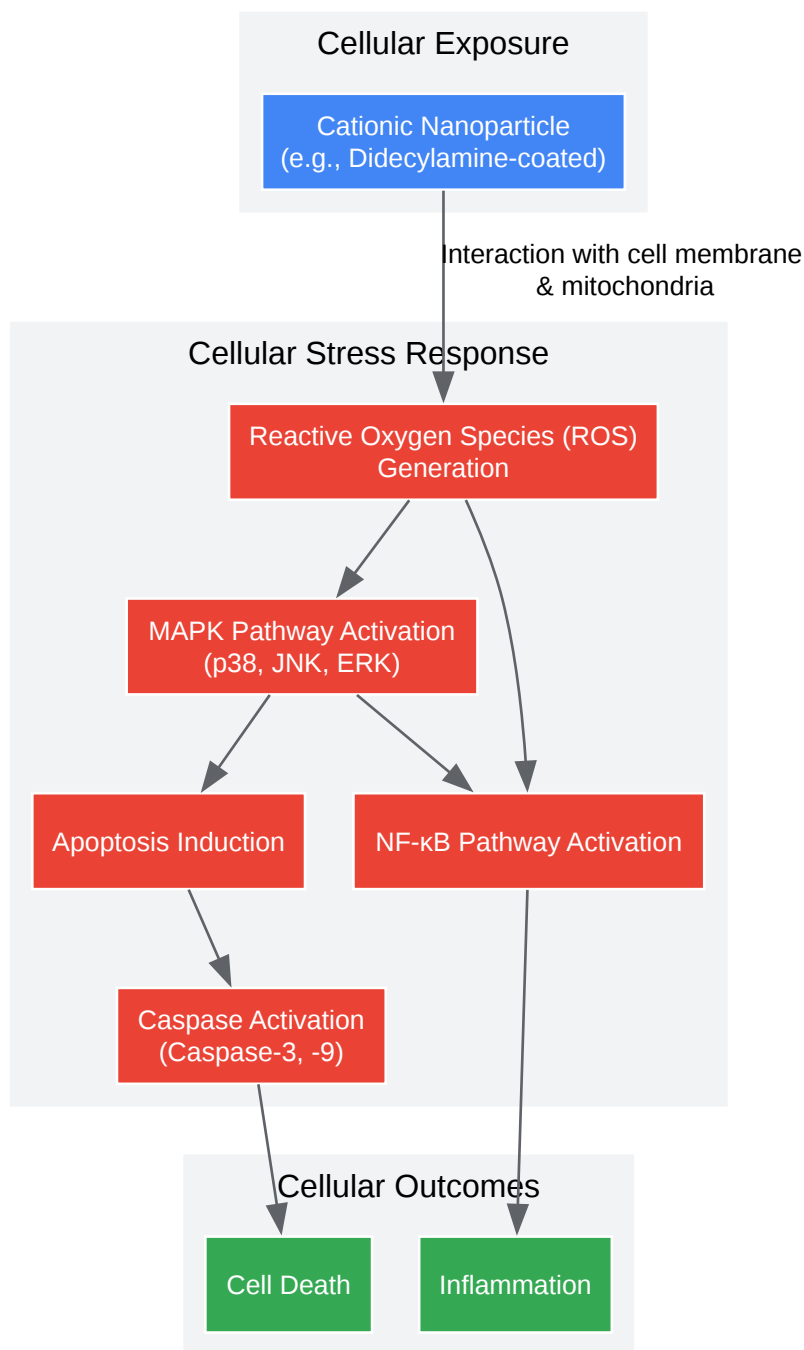 Cellular Exposure
Cationic Nanoparticle
(e.g., Didecylamine-coated)
Interaction with cell membrane
& mitochondria
Cellular Stress Response
Reactive Oxygen Species (ROS)
Generation
MAPK Pathway Activation
(p38, JNK, ERK)
Apoptosis Induction
NF-κB Pathway Activation
Caspase Activation
(Caspase-3, -9)
Cellular Outcomes
Cell Death
Inflammation